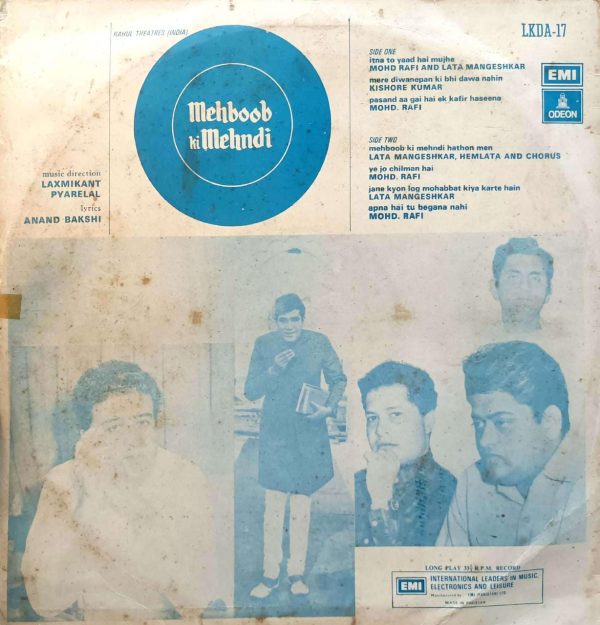 RAHUL THEATRES (INDIA)
LKDA-17
Mehboob
ki Mehndi
music direction
LAXMIKANT
PYARELAL
lyrics
ANAND BAKSHI
SIDE ONE
itna to yaad hai mujhe
MOHD RAFI AND LATA MANGESHKAR
mere diwanepan ki bhi dawa nahin
KISHORE KUMAR
pasand aa gai hai ek kafir haseena
MOHD. RAFI
SIDE TWO
mehboob ki mehndi hathon men
LATA MANGESHKAR, HEMLATA AND CHORUS
ye jo chilman hai
MOHD. RAFI
jane kyon log mohabbat kiya karte hain
LATA MANGESHKAR
apna hai tu begana nahi
MOHD. RAFI
EMI
ODEON
LONG PLAY 33⅓ R.P.M. RECORD
EMI
INTERNATIONAL LEADERS IN MUSIC,
ELECTRONICS AND LEISURE
Manufactured by EMI (PAKISTAN) LTD
MADE IN PAKISTAN